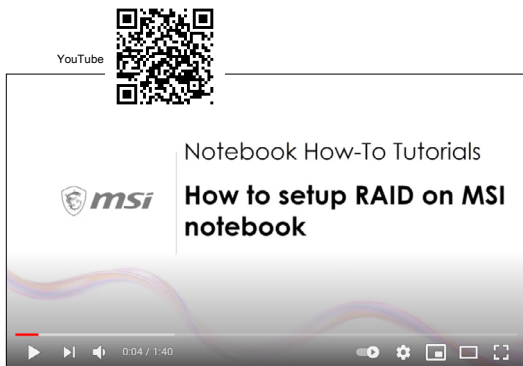 YouTube
Notebook How-To Tutorials
msi
How to setup RAID on MSI
notebook
0:04 / 1:40